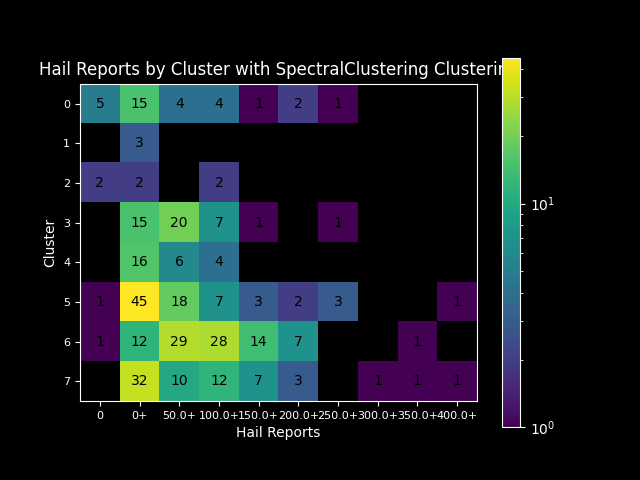 Hail Reports by Cluster with SpectralClustering Clusterin
0 5 15 4 4 1 2 1
1 3
2 2 2 2
3 15 20 7 1 1
4 16 6 4
5 1 45 18 7 3 2 3 1
6 1 12 29 28 14 7 1
7 32 10 12 7 3 1 1 1
0 0+ 50.0+ 100.0+ 150.0+ 200.0+ 250.0+ 300.0+ 350.0+ 400.0+
Hail Reports
Cluster
10¹
10⁰